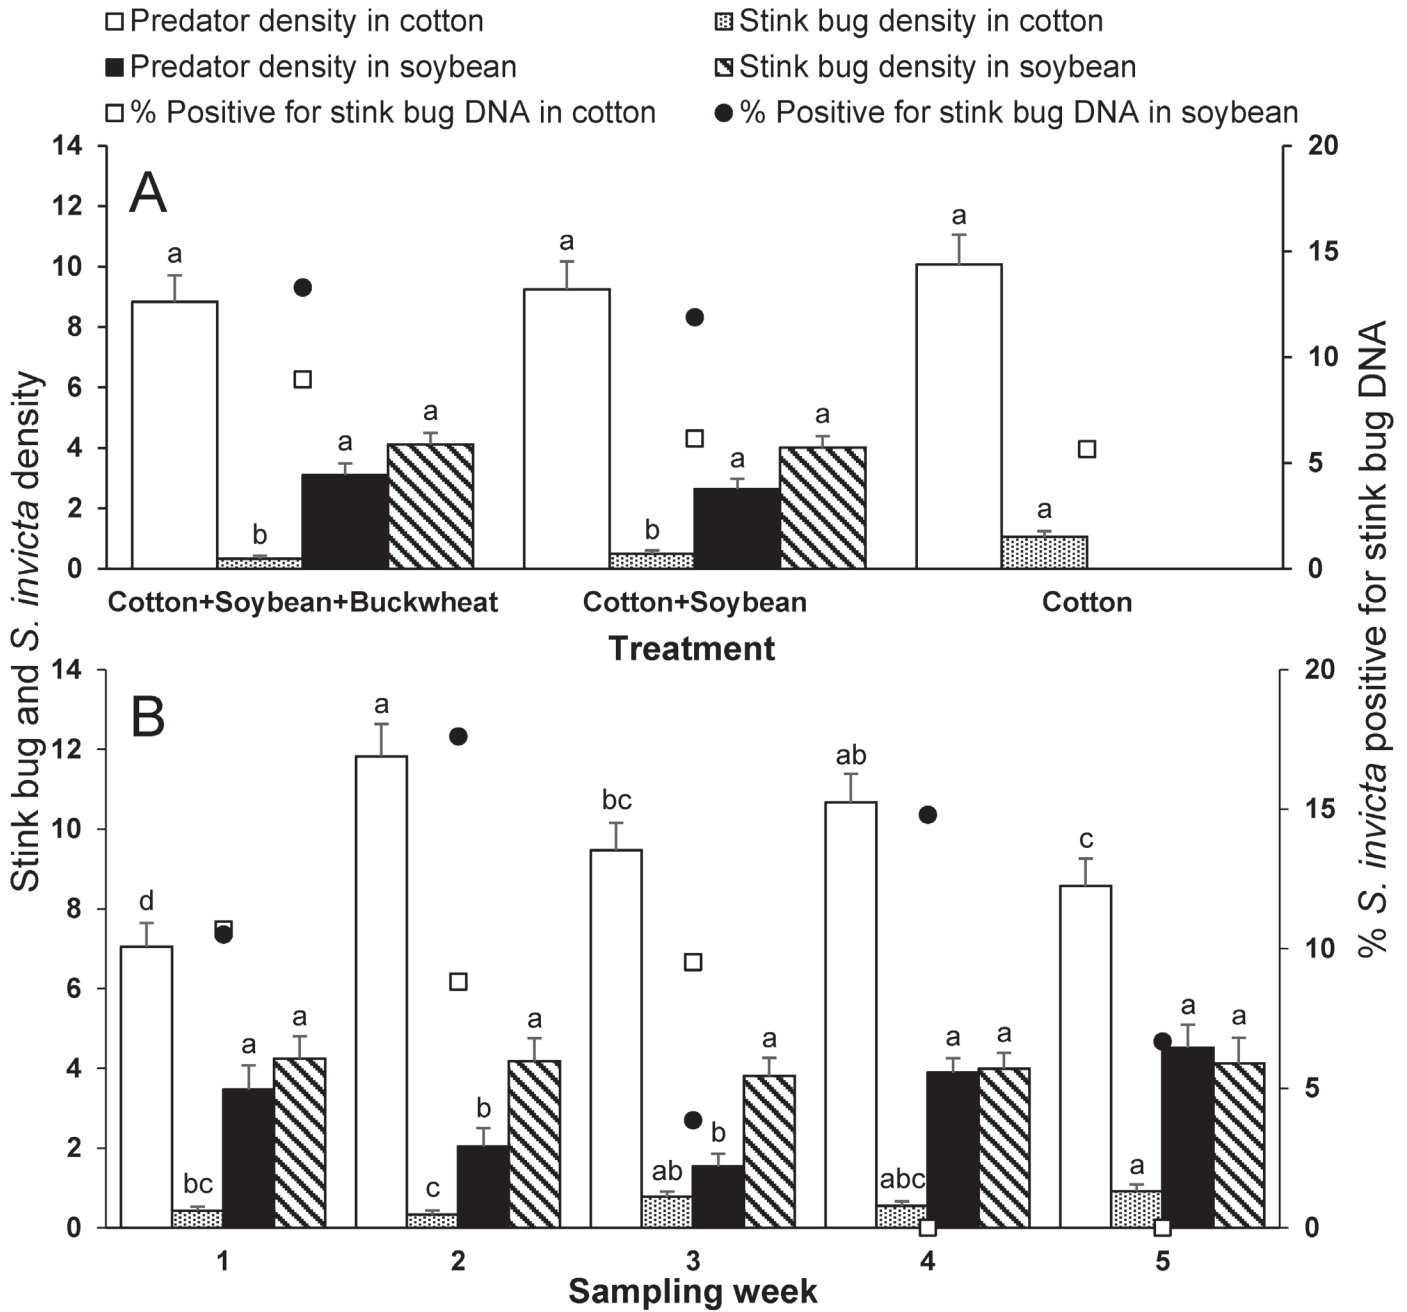 Predator density in cotton
Stink bug density in cotton
Predator density in soybean
Stink bug density in soybean
% Positive for stink bug DNA in cotton
% Positive for stink bug DNA in soybean
Stink bug and S. invicta density
% S. invicta positive for stink bug DNA
A
14
12
10
8
6
4
2
0
20
15
10
5
0
a
b
a
a
a
b
a
a
a
a
Cotton+Soybean+Buckwheat
Cotton+Soybean
Cotton
Treatment
B
14
12
10
8
6
4
2
0
20
15
10
5
0
d
bc
a
a
a
c
b
a
bc
ab
b
a
ab
abc
a
a
c
a
a
a
1
2
3
4
5
Sampling week